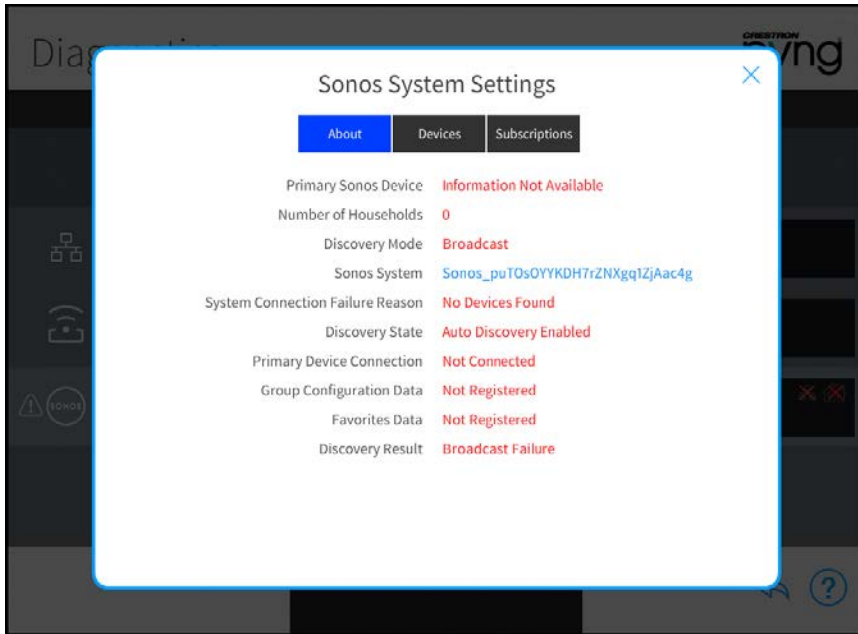 Diag
CRESTRON
pyng
Sonos System Settings
About Devices Subscriptions
Primary Sonos Device Information Not Available
Number of Households 0
Discovery Mode Broadcast
Sonos System Sonos_puTOsOYYKDH7rZNXgq1ZjAac4g
System Connection Failure Reason No Devices Found
Discovery State Auto Discovery Enabled
Primary Device Connection Not Connected
Group Configuration Data Not Registered
SONOS
Favorites Data Not Registered
Discovery Result Broadcast Failure
?